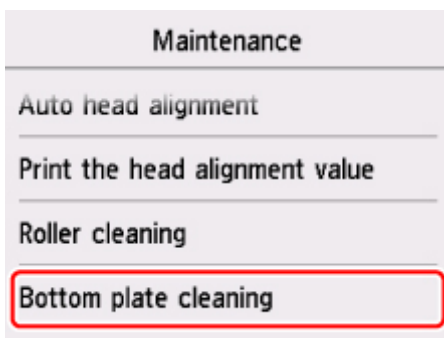 Maintenance
Auto head alignment
Print the head alignment value
Roller cleaning
Bottom plate cleaning